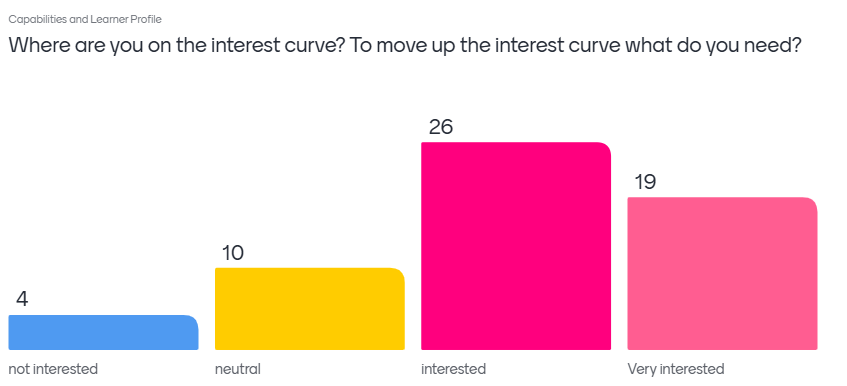 Capabilities and Learner Profile
Where are you on the interest curve? To move up the interest curve what do you need?
26
19
10
4
not interested
neutral
interested
Very interested